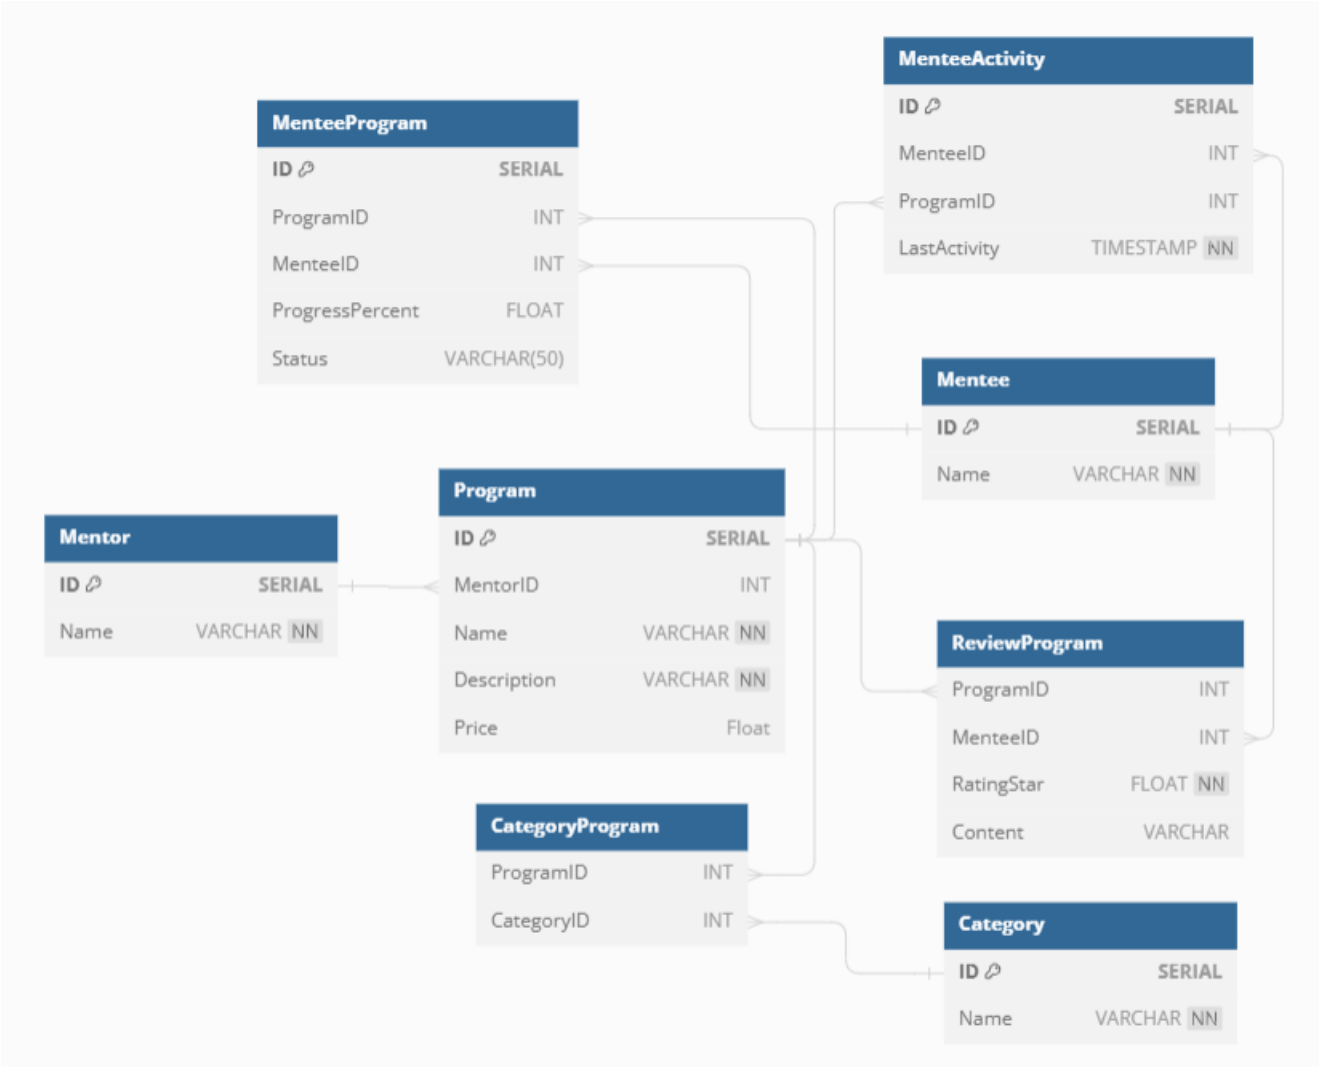 MenteeActivity
ID SERIAL
MenteeID INT
ProgramID INT
LastActivity TIMESTAMP NN
MenteeProgram
ID SERIAL
ProgramID INT
MenteeID INT
ProgressPercent FLOAT
Status VARCHAR(50)
Mentee
ID SERIAL
Name VARCHAR NN
Program
ID SERIAL
MentorID INT
Name VARCHAR NN
Description VARCHAR NN
Price Float
Mentor
ID SERIAL
Name VARCHAR NN
ReviewProgram
ProgramID INT
MenteeID INT
RatingStar FLOAT NN
Content VARCHAR
CategoryProgram
ProgramID INT
CategoryID INT
Category
ID SERIAL
Name VARCHAR NN